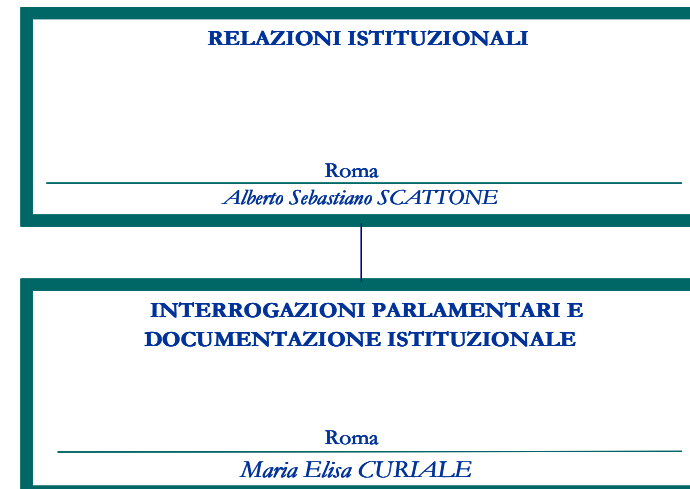 RELAZIONI ISTITUZIONALI
Roma
Alberto Sebastiano SCATTONE
INTERROGAZIONI PARLAMENTARI E
DOCUMENTAZIONE ISTITUZIONALE
Roma
Maria Elisa CURIALE